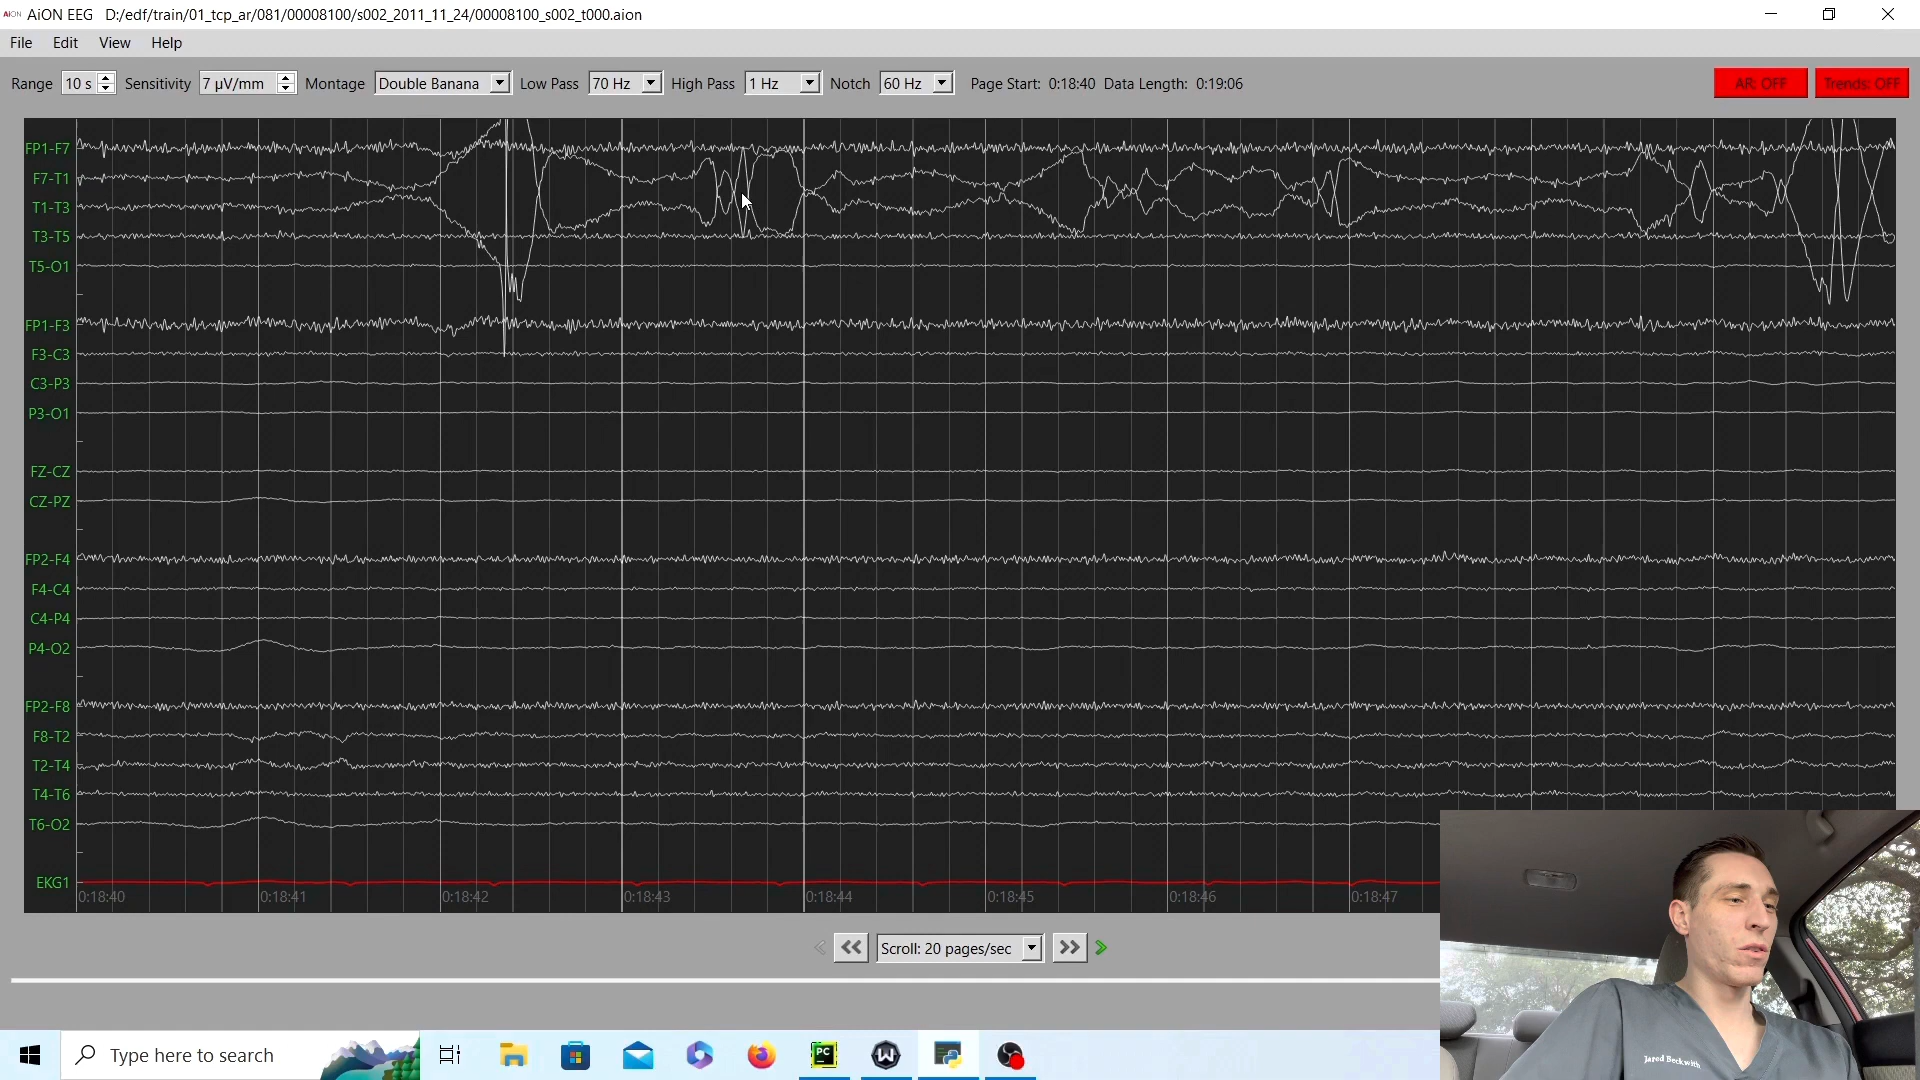 AiON AiON EEG D:/edf/train/01_tcp_ar/081/00008100/s002_2011_11_24/00008100_s002_t000.aion
File Edit View Help
Range 10 s Sensitivity 7 µV/mm Montage Double Banana Low Pass 70 Hz High Pass 1 Hz Notch 60 Hz Page Start: 0:18:40 Data Length: 0:19:06 AR: OFF Trends: OFF
FP1-F7
F7-T1
T1-T3
T3-T5
T5-O1
FP1-F3
F3-C3
C3-P3
P3-O1
FZ-CZ
CZ-PZ
FP2-F4
F4-C4
C4-P4
P4-O2
FP2-F8
F8-T2
T2-T4
T4-T6
T6-O2
EKG1
0:18:40 0:18:41 0:18:42 0:18:43 0:18:44 0:18:45 0:18:46 0:18:47
Scroll: 20 pages/sec
Type here to search
PC
W
Jared Beckwith